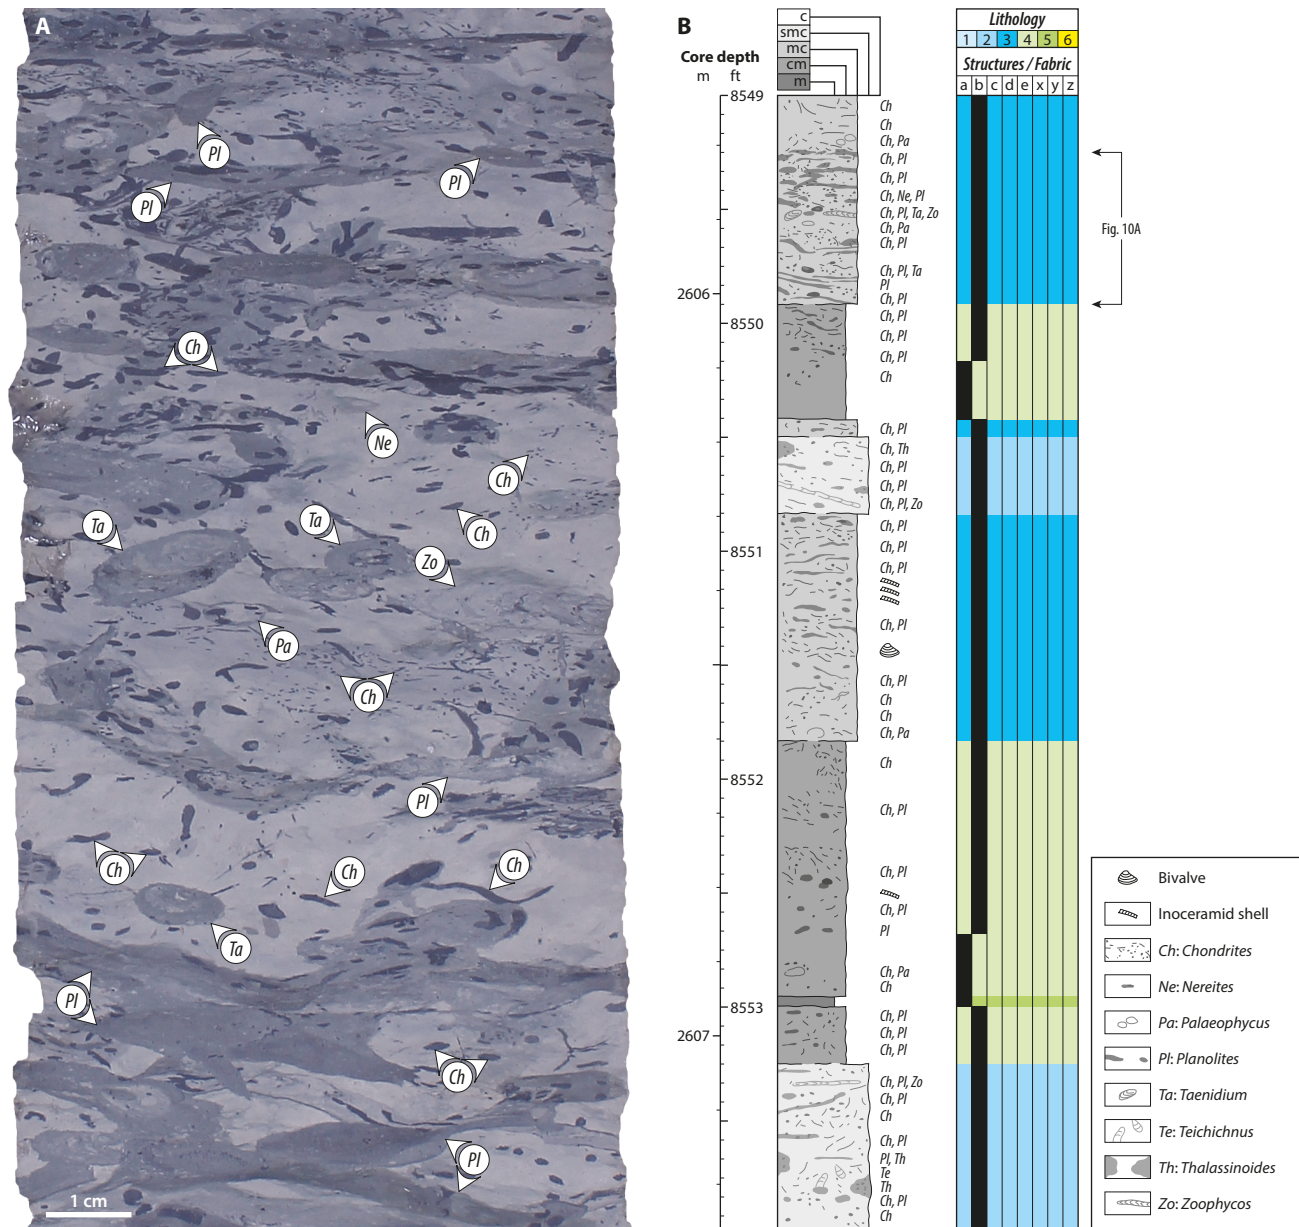 A
Pl
Pl
Pl
Ch
Ne
Ch
Ta
Ta
Ch
Zo
Pa
Ch
Pl
Ch
Ch
Ch
Ta
Pl
Ch
Pl
1 cm
B
c
smc
mc
cm
m
Core depth
m ft
8549
2606
8550
8551
8552
8553
2607
Ch
Ch
Ch, Pa
Ch, Pl
Ch, Pl
Ch, Ne, Pl
Ch, Pl, Ta, Zo
Ch, Pa
Ch, Pl
Ch, Pl, Ta
Pl
Ch, Pl
Ch, Pl
Ch, Pl
Ch, Pl
Ch
Ch, Pl
Ch, Th
Ch, Pl
Ch, Pl
Ch, Pl, Zo
Ch, Pl
Ch, Pl
Ch, Pl
Ch, Pl
Ch, Pl
Ch
Ch
Ch, Pa
Ch
Ch, Pl
Ch, Pl
Ch, Pl
Pl
Ch, Pa
Ch
Ch, Pl
Ch, Pl
Ch, Pl
Ch, Pl, Zo
Ch, Pl
Ch
Ch, Pl
Pl, Th
Te
Th
Ch, Pl
Ch
Lithology
1 2 3 4 5 6
Structures / Fabric
a b c d e x y z
Fig. 10A
Bivalve
Inoceramid shell
Ch: Chondrites
Ne: Nereites
Pa: Palaeophycus
Pl: Planolites
Ta: Taenidium
Te: Teichichnus
Th: Thalassinoides
Zo: Zoophycos